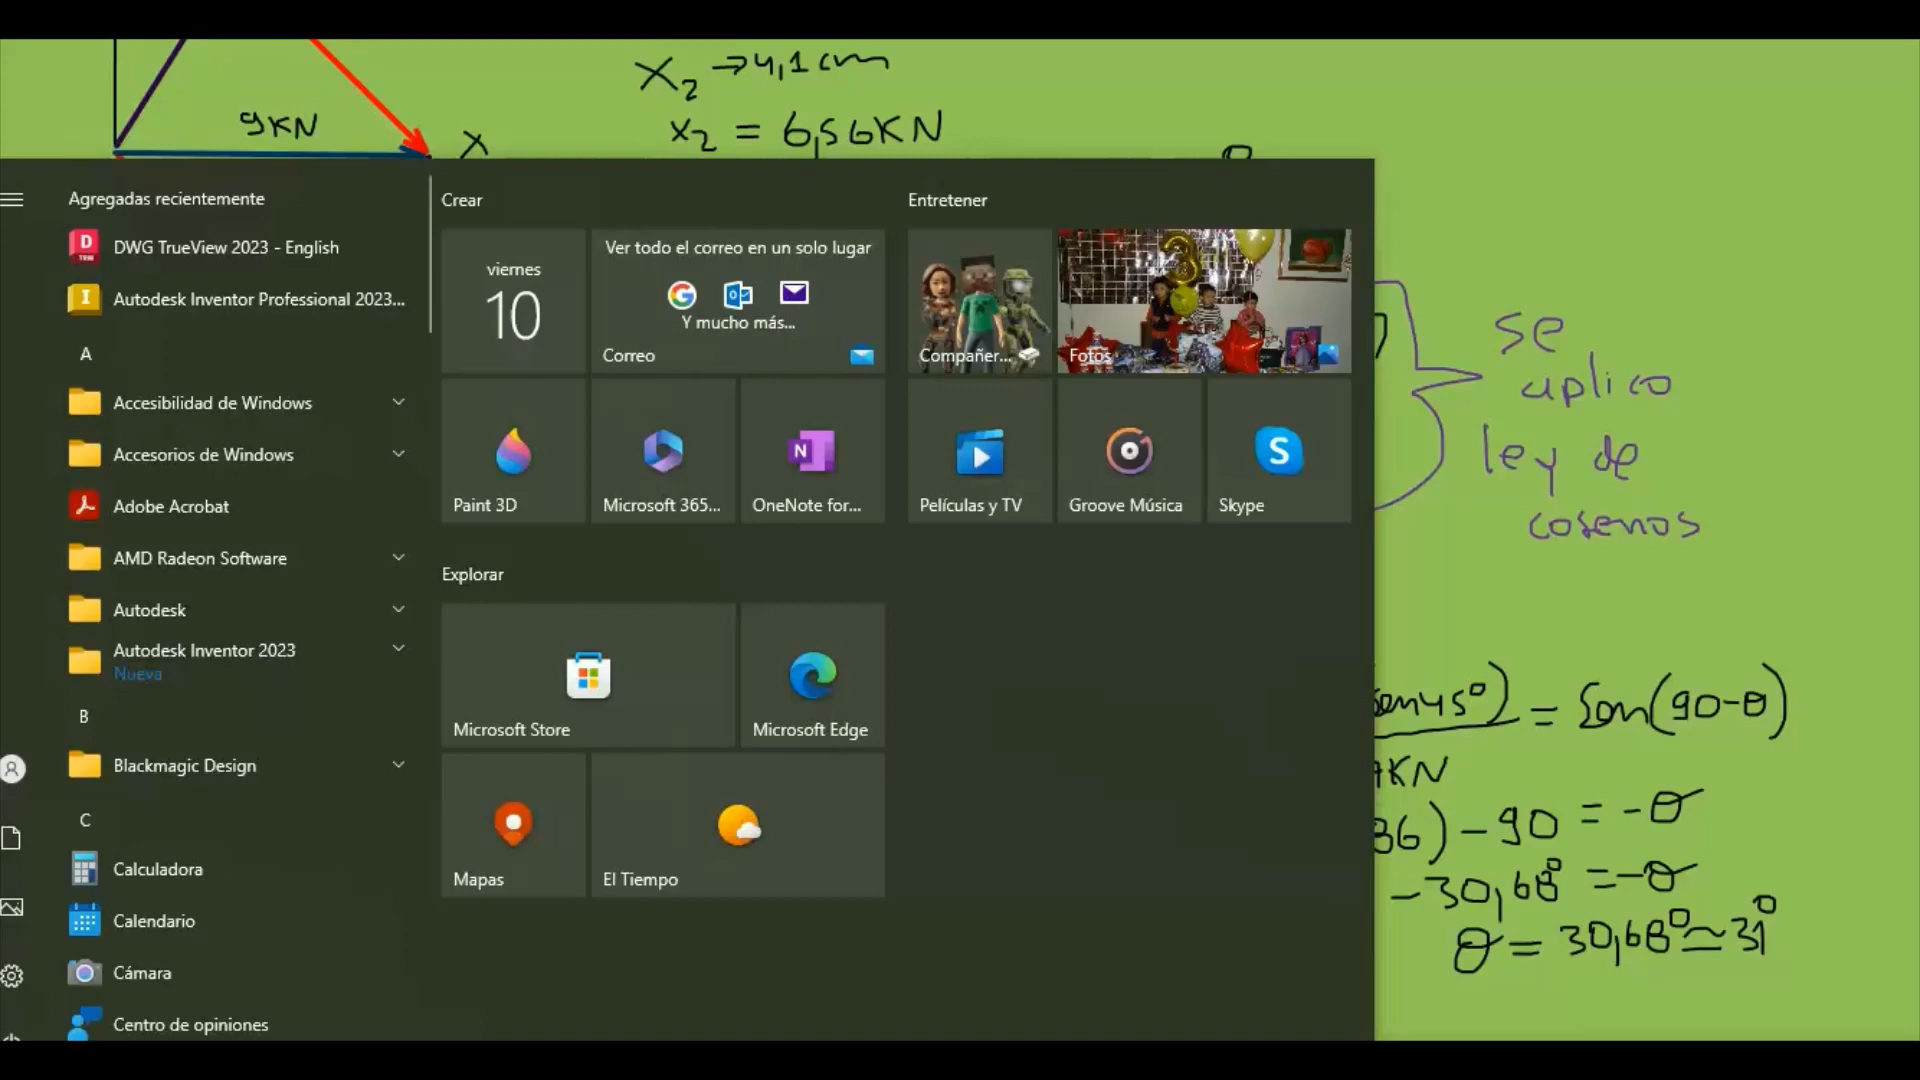 X₂ → 4,1 cm
9KN
X
x₂ = 6,56KN
Agregadas recientemente
DWG TrueView 2023 - English
Autodesk Inventor Professional 2023...
A
Accesibilidad de Windows
Accesorios de Windows
Adobe Acrobat
AMD Radeon Software
Autodesk
Autodesk Inventor 2023
Nueva
B
Blackmagic Design
C
Calculadora
Calendario
Cámara
Centro de opiniones
Crear
viernes
10
Ver todo el correo en un solo lugar
Y mucho más...
Correo
Paint 3D
Microsoft 365...
OneNote for...
Explorar
Microsoft Store
Microsoft Edge
Mapas
El Tiempo
Entretener
Compañer...
Fotos
Películas y TV
Groove Música
Skype
se
aplico
ley de
cosenos
sen45°) = Sen(90-θ)
KN
86) - 90 = -θ
-30,68° = -θ
θ = 30,68° ≃ 31°